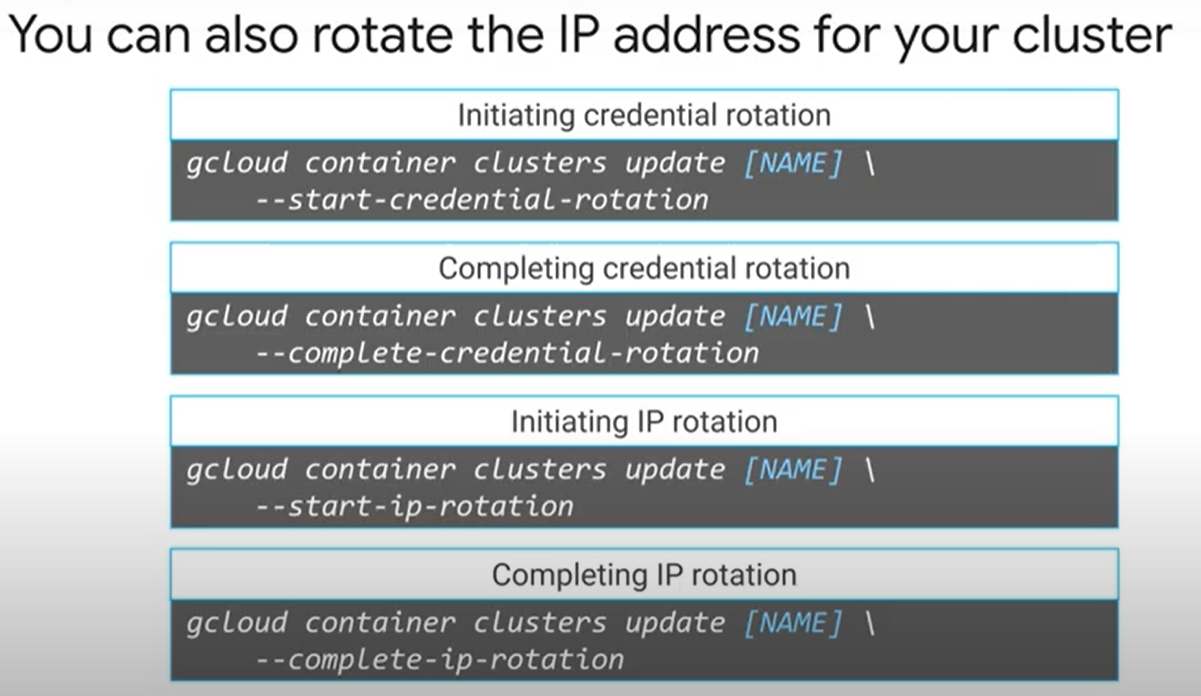 You can also rotate the IP address for your cluster
Initiating credential rotation
gcloud container clusters update [NAME] \
--start-credential-rotation
Completing credential rotation
gcloud container clusters update [NAME] \
--complete-credential-rotation
Initiating IP rotation
gcloud container clusters update [NAME] \
--start-ip-rotation
Completing IP rotation
gcloud container clusters update [NAME] \
--complete-ip-rotation